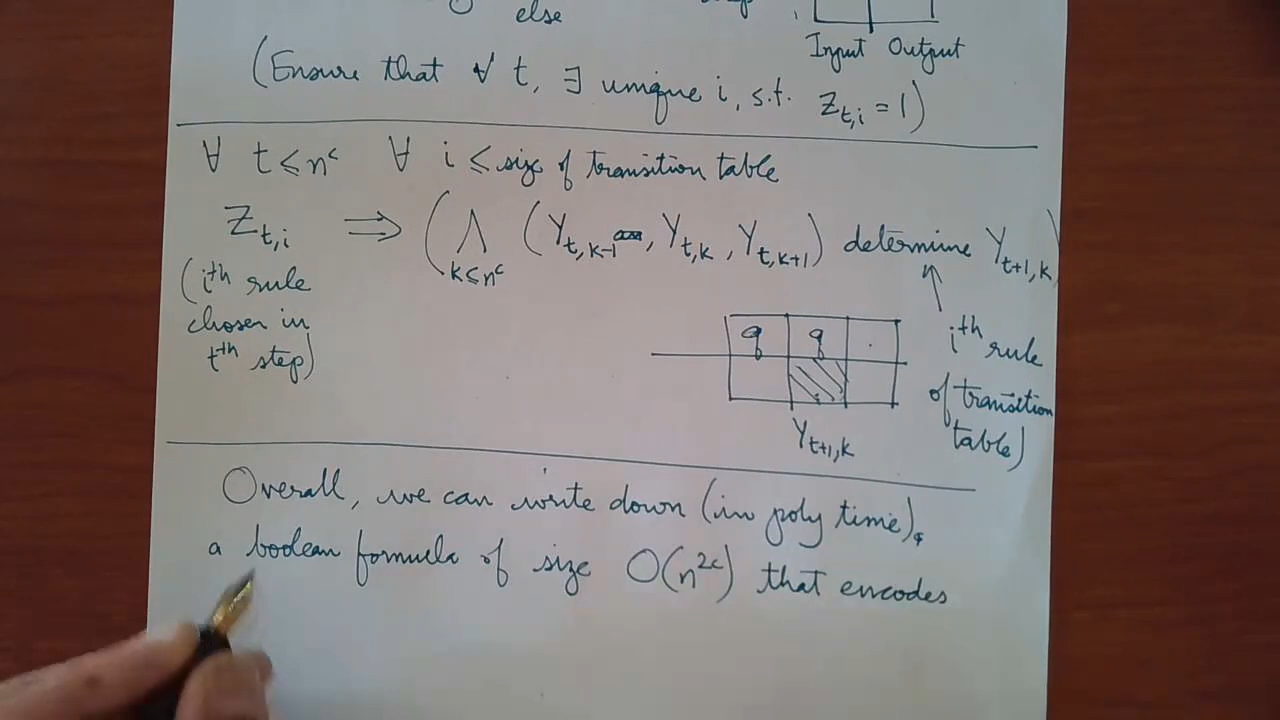 else
Input Output
(Ensure that ∀ t, ∃ unique i, s.t. Z_{t,i} = 1)
∀ t ≤ n^c ∀ i ≤ size of transition table
Z_{t,i} ⟹ ( ⋀_{k ≤ n^c} (Y_{t,k-1}, Y_{t,k}, Y_{t,k+1}) determine Y_{t+1,k} )
(i^{th} rule
chosen in
t^{th} step)
q q .
Y_{t+1,k}
i^{th} rule
of transition
table)
Overall, we can write down (in poly time),
a boolean formula of size O(n^{2c}) that encodes